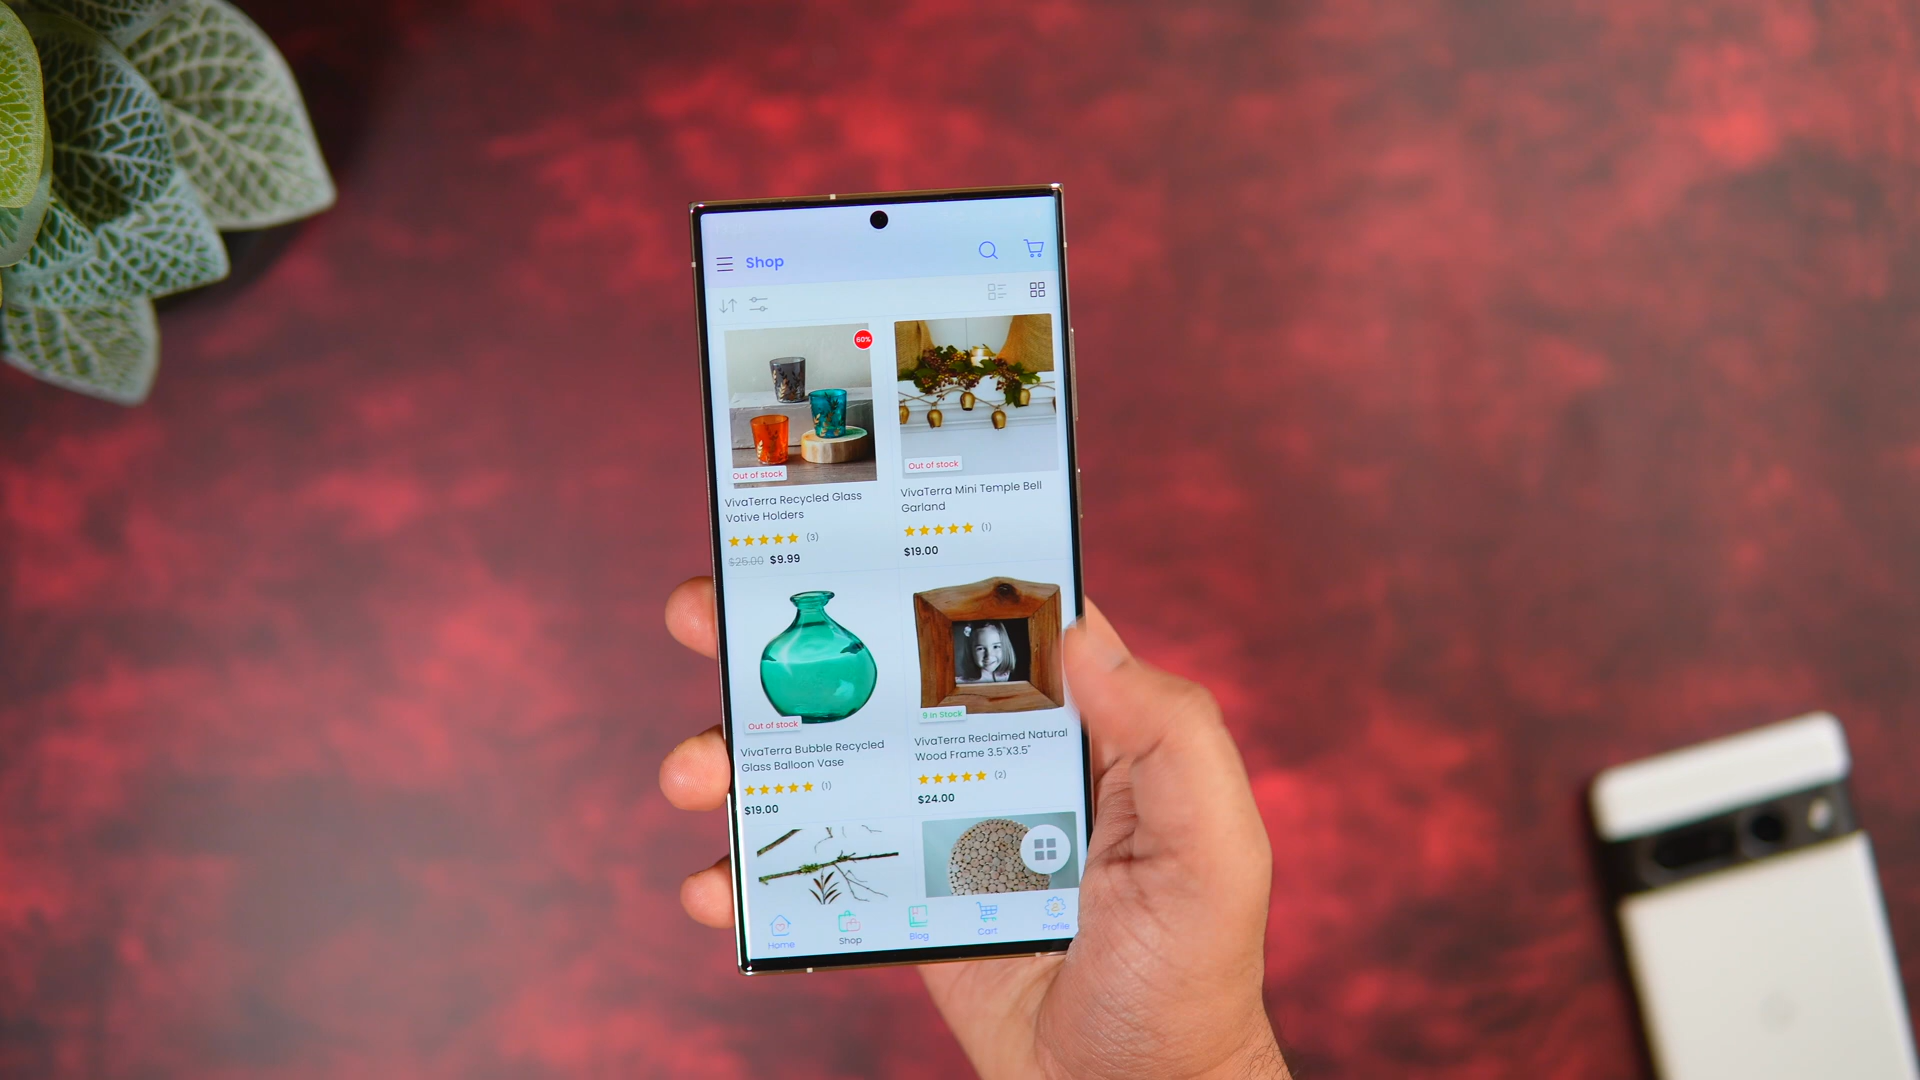 Shop
60%
Out of stock
Out of stock
VivaTerra Recycled Glass
Votive Holders
(3)
$25.00 $9.99
VivaTerra Mini Temple Bell
Garland
(1)
$19.00
Out of stock
9 In Stock
VivaTerra Bubble Recycled
Glass Balloon Vase
(1)
$19.00
VivaTerra Reclaimed Natural
Wood Frame 3.5"X3.5"
(2)
$24.00
Home
Shop
Blog
Cart
Profile